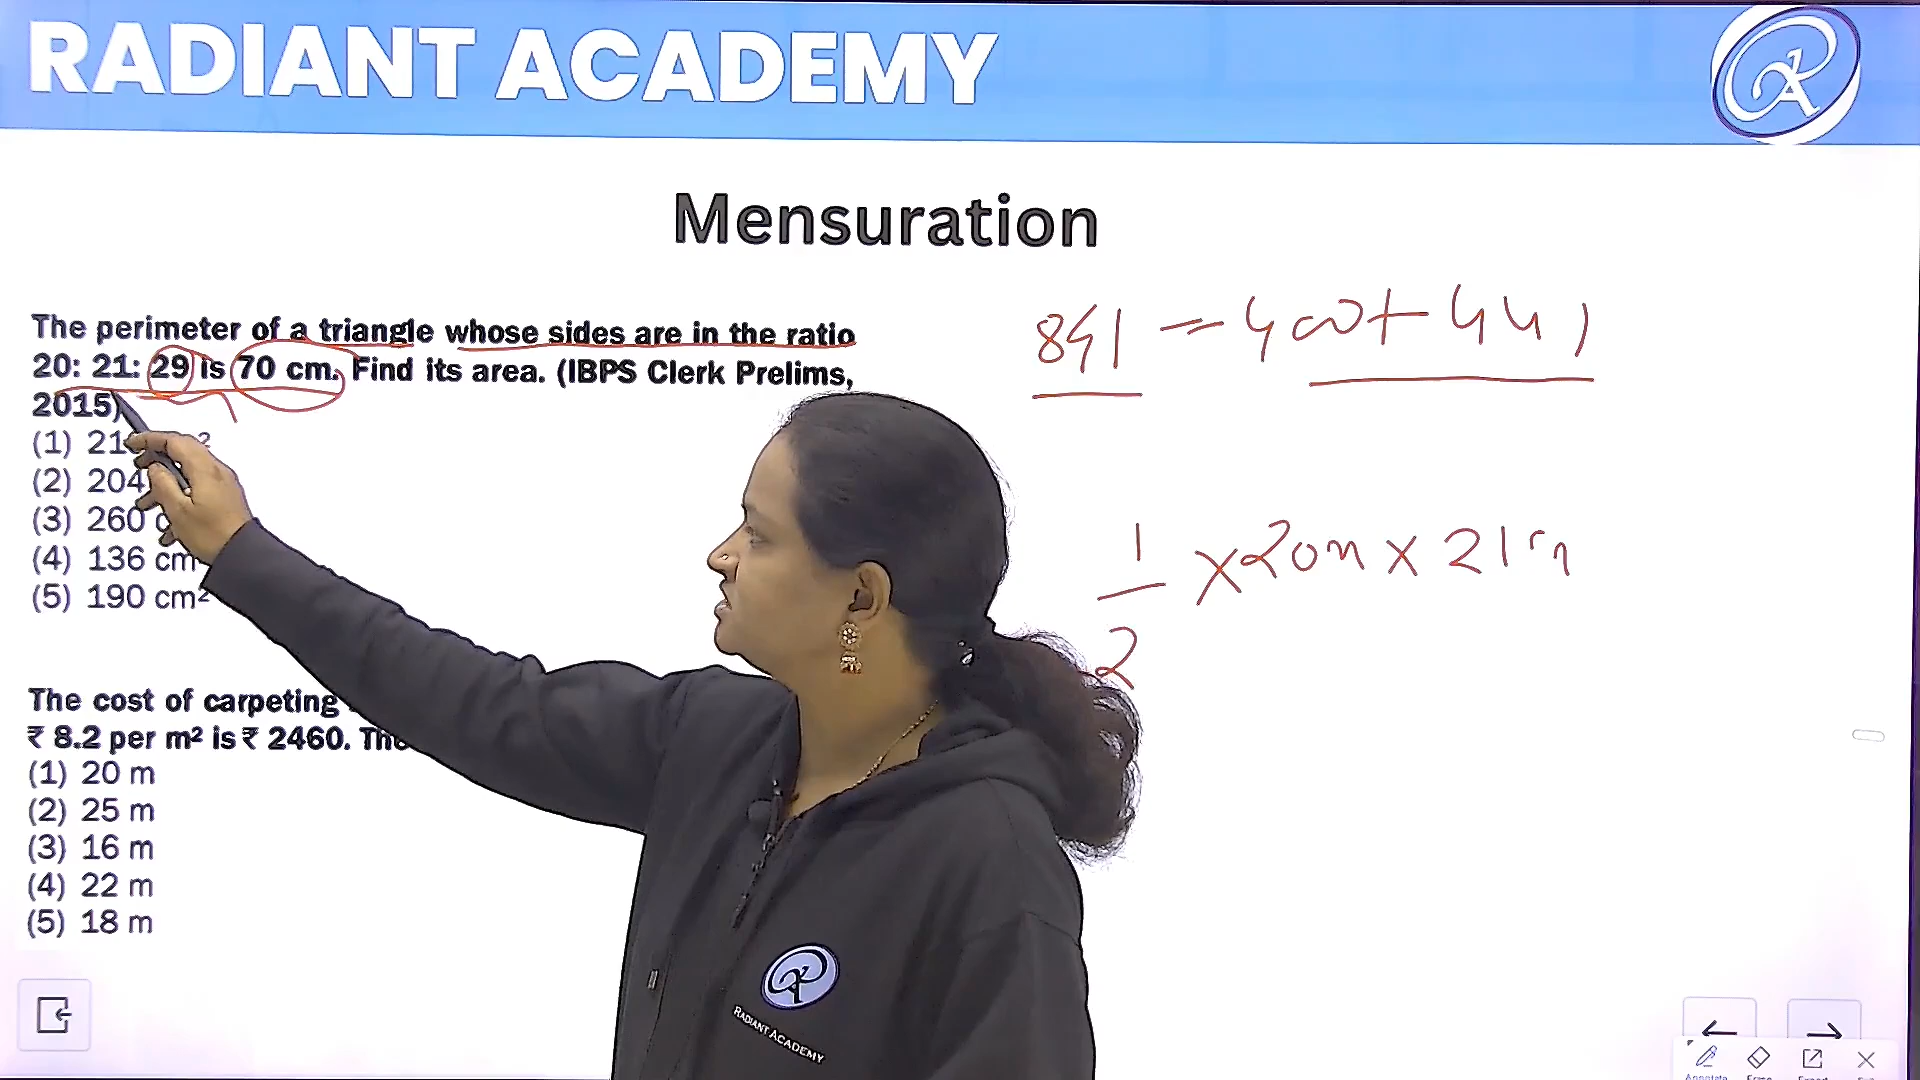 RADIANT ACADEMY
Mensuration
The perimeter of a triangle whose sides are in the ratio
20: 21: 29 is 70 cm. Find its area. (IBPS Clerk Prelims,
2015)
(1) 21
(2) 204
(3) 260 c
(4) 136 cm
(5) 190 cm²
841 = 400 + 441
1/2 × 20x × 21x
The cost of carpeting
₹ 8.2 per m² is ₹ 2460. The
(1) 20 m
(2) 25 m
(3) 16 m
(4) 22 m
(5) 18 m
RADIANT ACADEMY